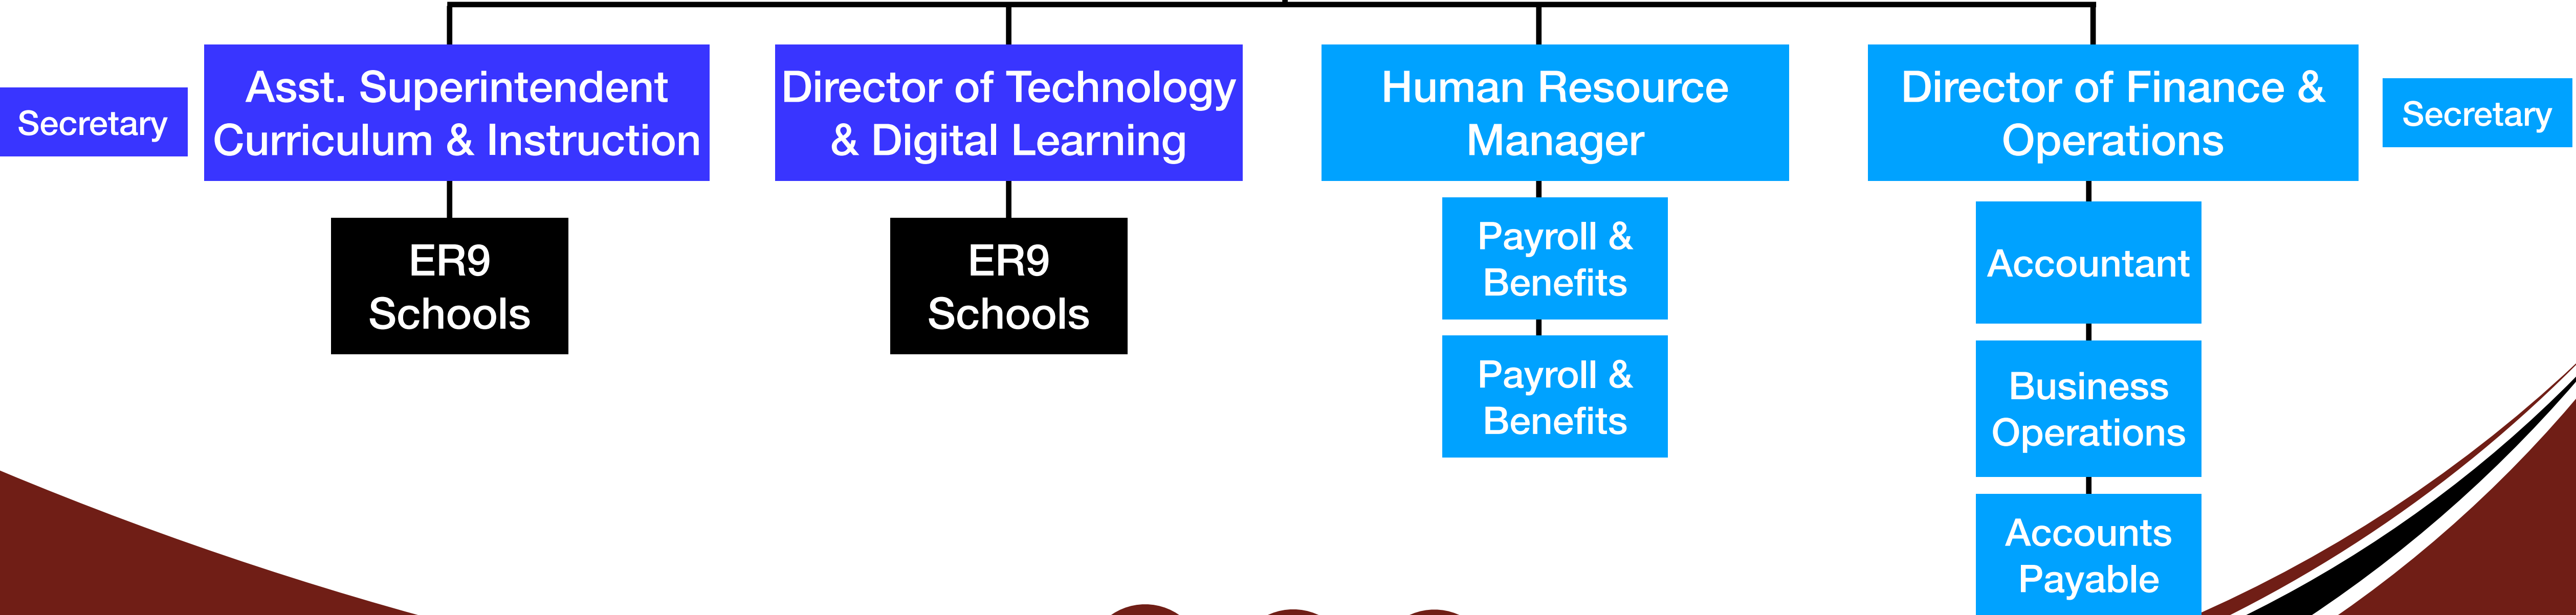 Secretary
Asst. Superintendent
Curriculum & Instruction
Director of Technology
& Digital Learning
Human Resource
Manager
Director of Finance &
Operations
Secretary
ER9
Schools
ER9
Schools
Payroll &
Benefits
Payroll &
Benefits
Accountant
Business
Operations
Accounts
Payable